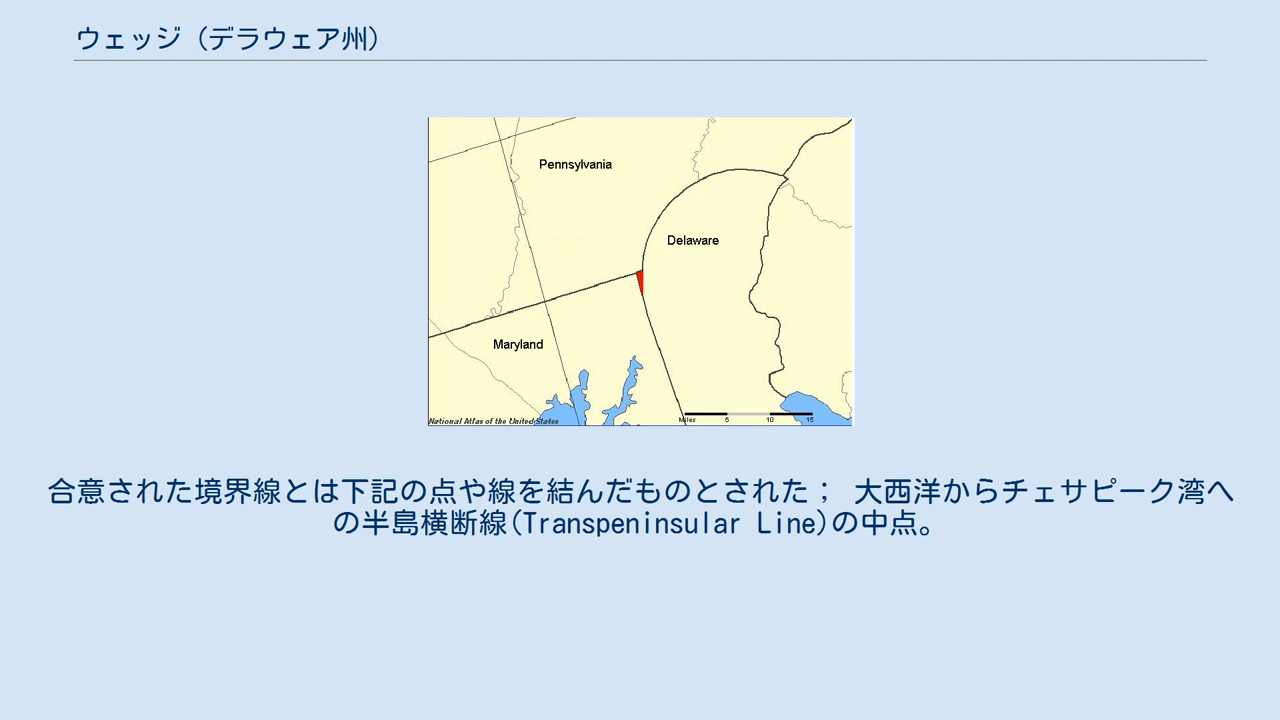 ウェッジ (デラウェア州)
Pennsylvania
Delaware
Maryland
National Atlas of the United States
Miles 5 10 15
合意された境界線とは下記の点や線を結んだものとされた； 大西洋からチェサピーク湾へ
の半島横断線(Transpeninsular Line)の中点。